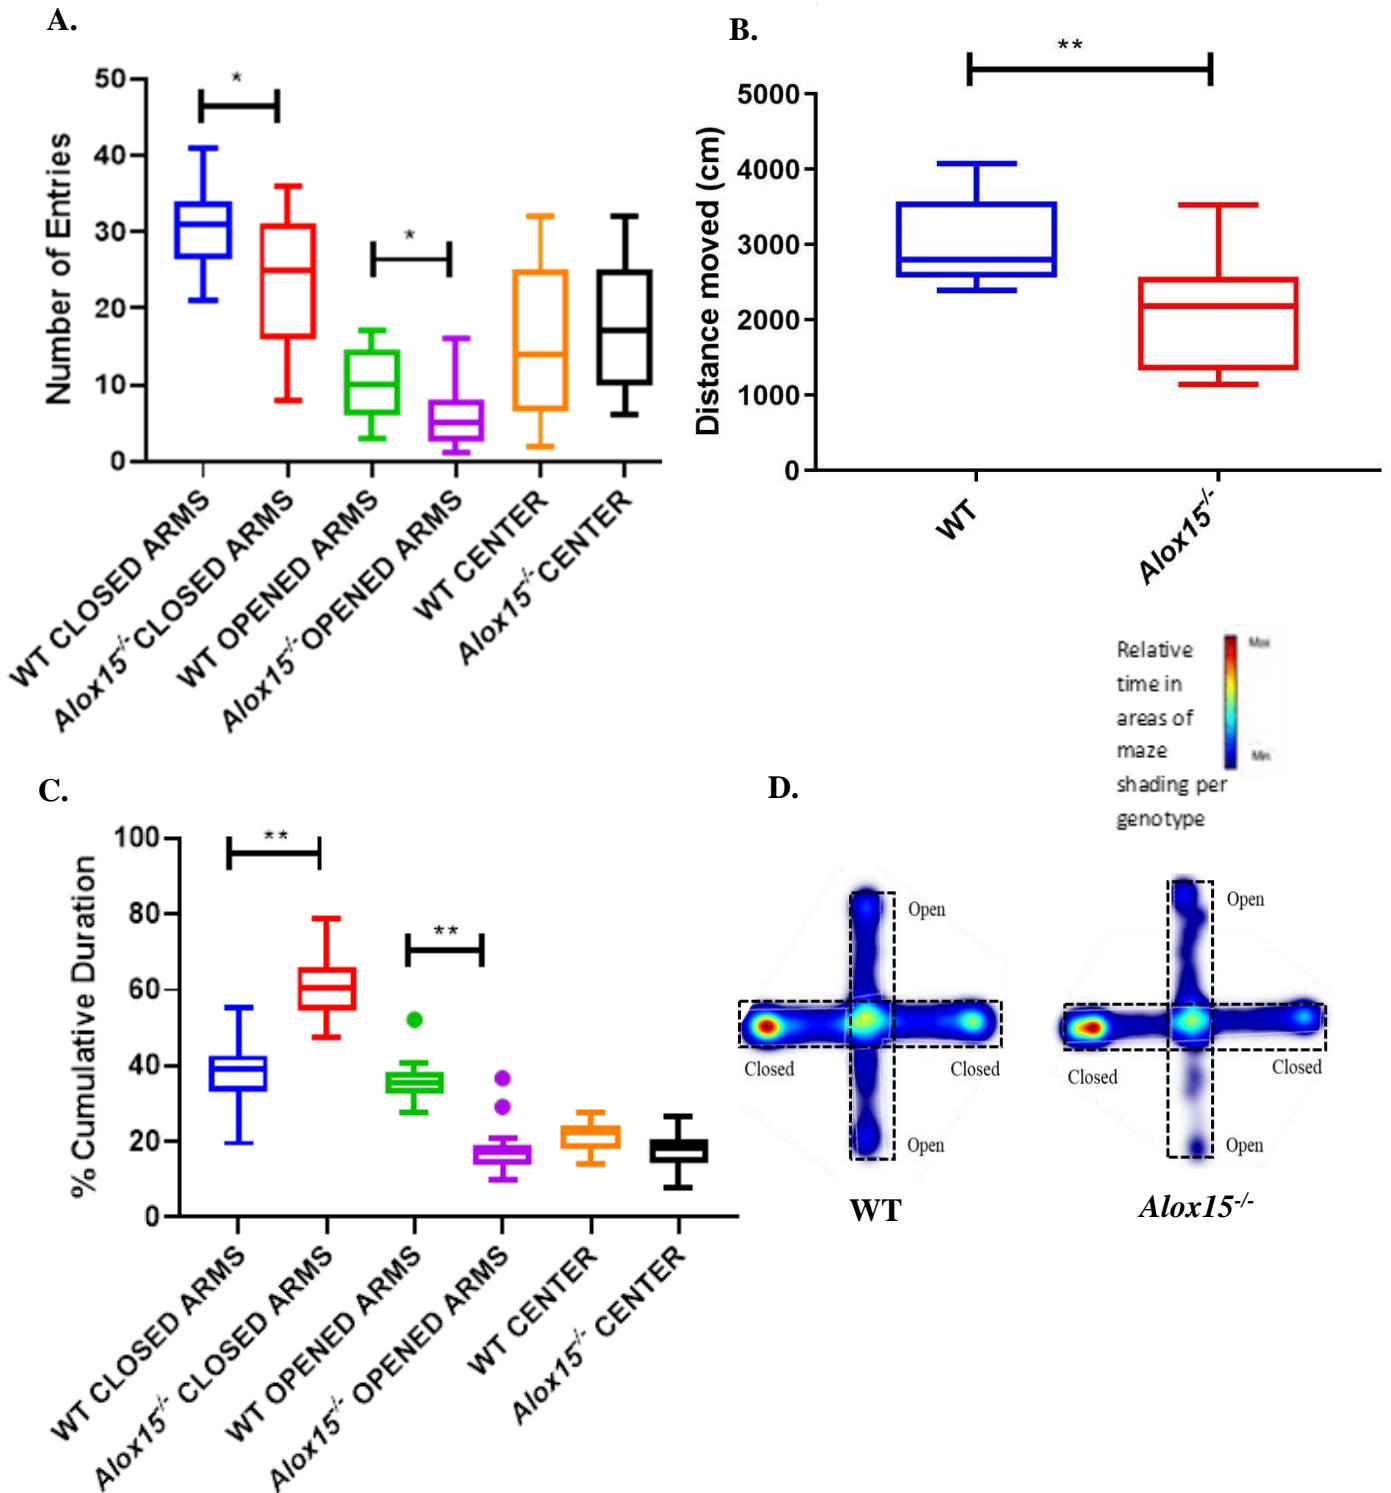 A.
*
*
50
40
30
20
10
0
Number of Entries
WT CLOSED ARMS
Alox15-/-CLOSED ARMS
WT OPENED ARMS
Alox15-/-OPENED ARMS
WT CENTER
Alox15-/-CENTER
B.
**
5000
4000
3000
2000
1000
0
Distance moved (cm)
WT
Alox15-/-
Relative
time in
areas of
maze
shading per
genotype
Max
Min
C.
**
**
100
80
60
40
20
0
% Cumulative Duration
WT CLOSED ARMS
Alox15-/- CLOSED ARMS
WT OPENED ARMS
Alox15-/- OPENED ARMS
WT CENTER
Alox15-/- CENTER
D.
Open
Closed
Closed
Open
WT
Open
Closed
Closed
Open
Alox15-/-